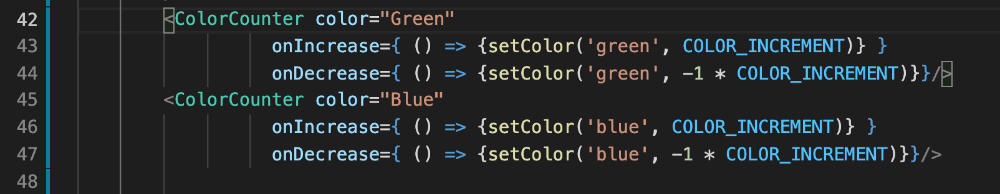 42 <ColorCounter color="Green"
43 onIncrease={ () => {setColor('green', COLOR_INCREMENT)} }
44 onDecrease={ () => {setColor('green', -1 * COLOR_INCREMENT)}}/>
45 <ColorCounter color="Blue"
46 onIncrease={ () => {setColor('blue', COLOR_INCREMENT)} }
47 onDecrease={ () => {setColor('blue', -1 * COLOR_INCREMENT)}}/>
48